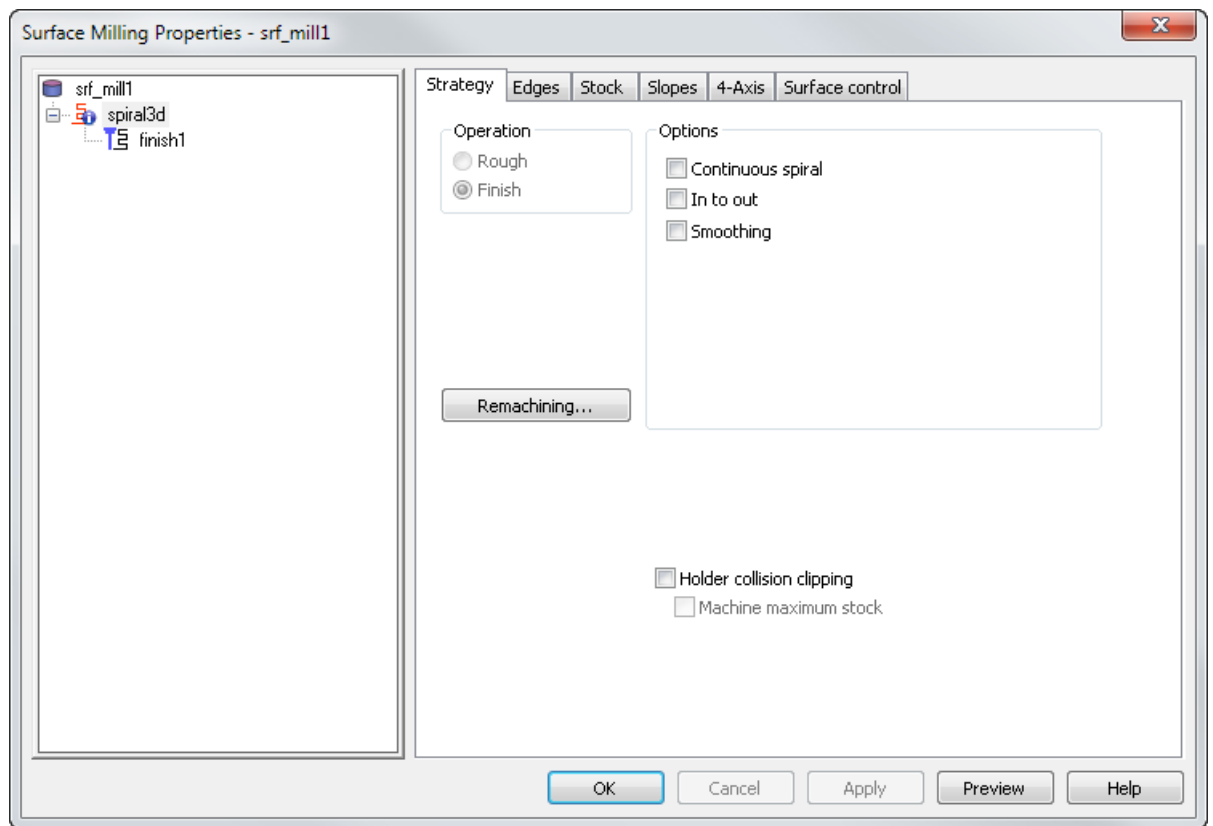 Surface Milling Properties - srf_mill1
srf_mill1
spiral3d
finish1
Strategy Edges Stock Slopes 4-Axis Surface control
Operation
Rough
Finish
Options
Continuous spiral
In to out
Smoothing
Remachining...
Holder collision clipping
Machine maximum stock
OK Cancel Apply Preview Help